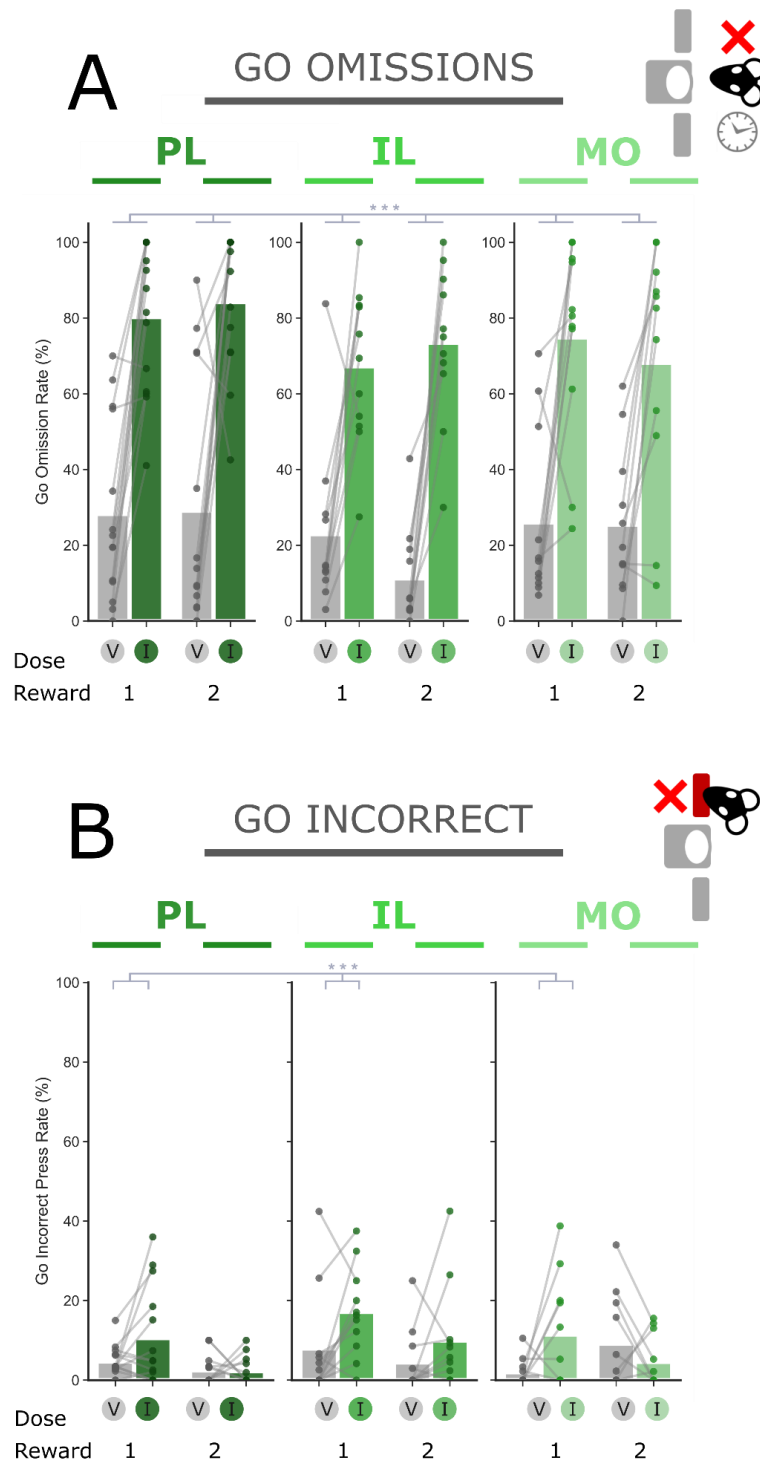 A
GO OMISSIONS
PL IL MO
***
100 100 100
80 80 80
60 60 60
40 40 40
20 20 20
0 0 0
Go Omission Rate (%)
Dose V I V I V I V I V I V I
Reward 1 2 1 2 1 2
B
GO INCORRECT
PL IL MO
***
100
80
60
40
20
0
Go Incorrect Press Rate (%)
Dose V I V I V I V I V I V I
Reward 1 2 1 2 1 2